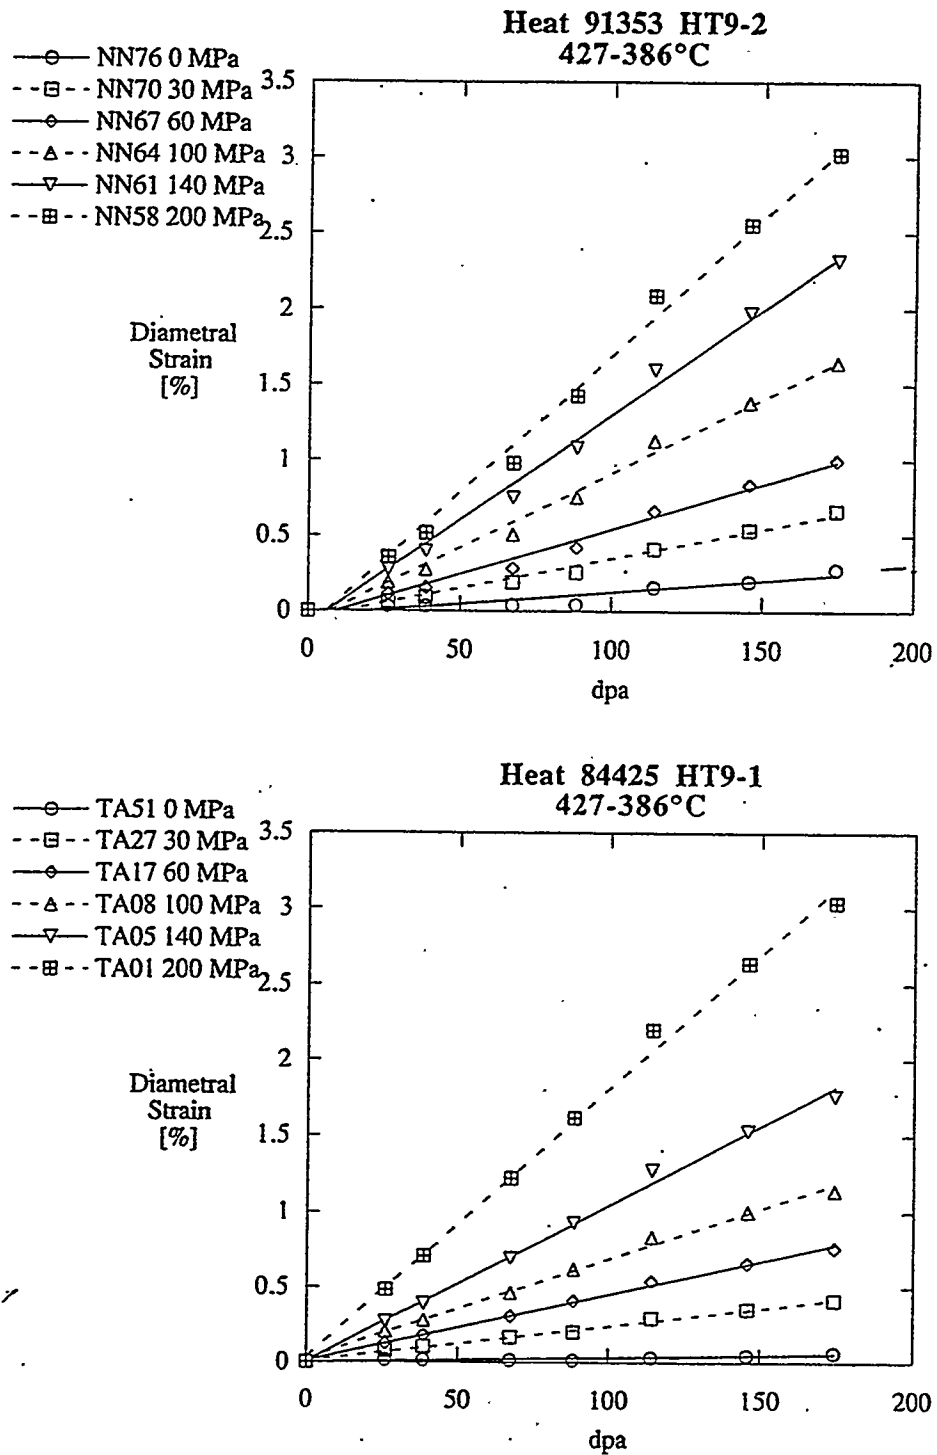 Heat 91353 HT9-2
427-386°C
NN76 0 MPa
NN70 30 MPa
NN67 60 MPa
NN64 100 MPa
NN61 140 MPa
NN58 200 MPa
3.5
3
2.5
2
1.5
1
0.5
0
Diametral
Strain
[%]
0 50 100 150 200
dpa
Heat 84425 HT9-1
427-386°C
TA51 0 MPa
TA27 30 MPa
TA17 60 MPa
TA08 100 MPa
TA05 140 MPa
TA01 200 MPa
3.5
3
2.5
2
1.5
1
0.5
0
Diametral
Strain
[%]
0 50 100 150 200
dpa